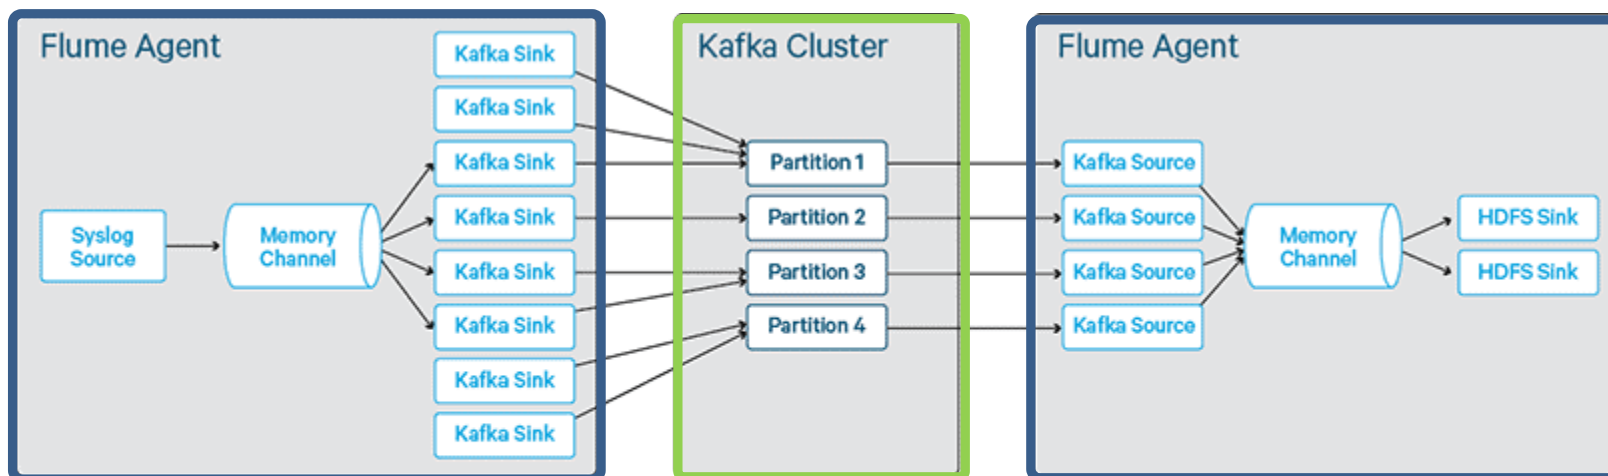 Flume Agent
Kafka Sink
Kafka Sink
Kafka Sink
Kafka Sink
Kafka Sink
Kafka Sink
Kafka Sink
Kafka Sink
Syslog
Source
Memory
Channel
Kafka Cluster
Partition 1
Partition 2
Partition 3
Partition 4
Flume Agent
Kafka Source
Kafka Source
Kafka Source
Kafka Source
Memory
Channel
HDFS Sink
HDFS Sink